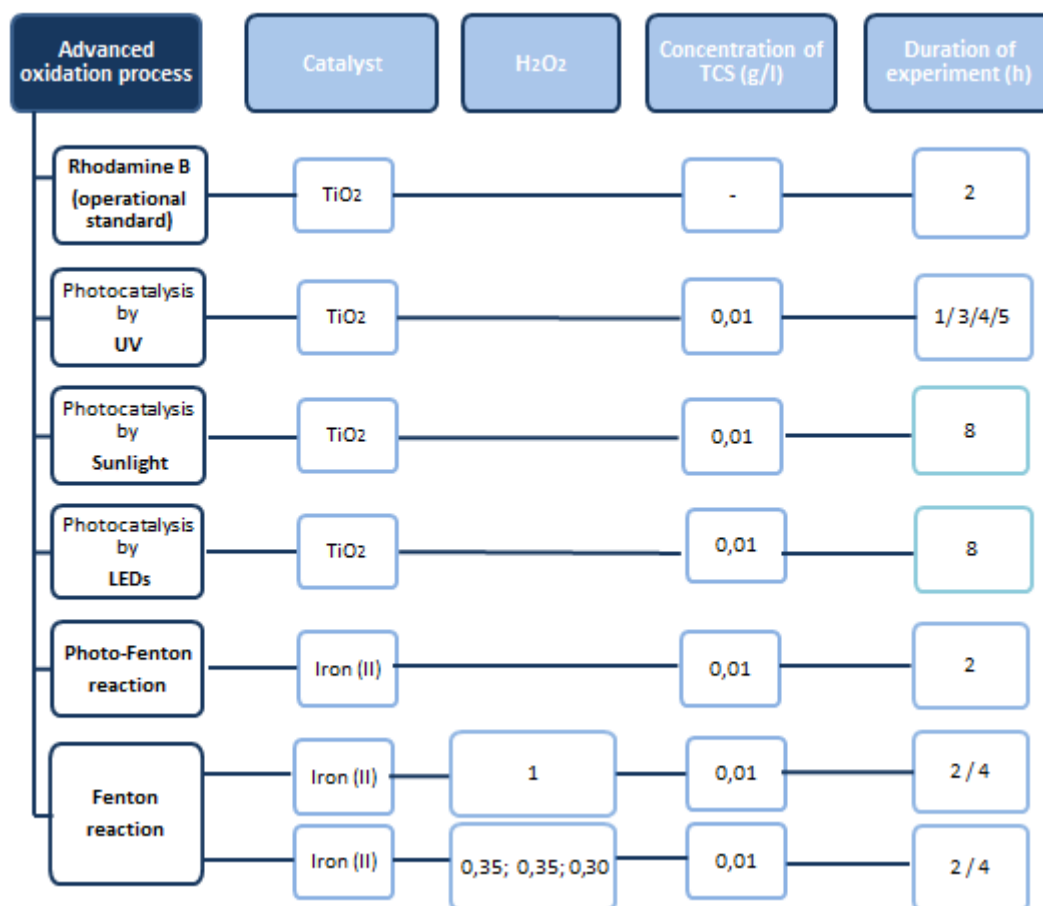 Advanced
oxidation process
Catalyst
H2O2
Concentration of
TCS (g/l)
Duration of
experiment (h)
Rhodamine B
(operational
standard)
TiO2
-
2
Photocatalysis
by
UV
TiO2
0,01
1/ 3/4/5
Photocatalysis
by
Sunlight
TiO2
0,01
8
Photocatalysis
by
LEDs
TiO2
0,01
8
Photo-Fenton
reaction
Iron (II)
0,01
2
Fenton
reaction
Iron (II)
1
0,01
2 / 4
Iron (II)
0,35; 0,35; 0,30
0,01
2 / 4